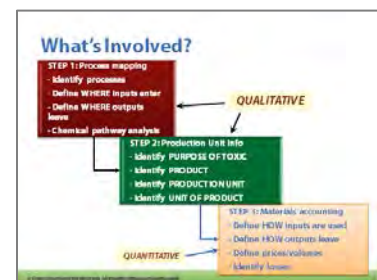 What's Involved?
STEP 1: Process mapping
- Identify processes
- Define WHERE inputs enter
- Define WHERE outputs
leave
- Chemical pathway analysis
QUALITATIVE
STEP 2: Production Unit Info
- Identify PURPOSE OF TOXIC
- Identify PRODUCT
- Identify PRODUCTION UNIT
- Identify UNIT OF PRODUCT
STEP 3: Materials accounting
- Define HOW inputs are used
- Define HOW outputs leave
- Define prices/volumes
- Identify losses
QUANTITATIVE